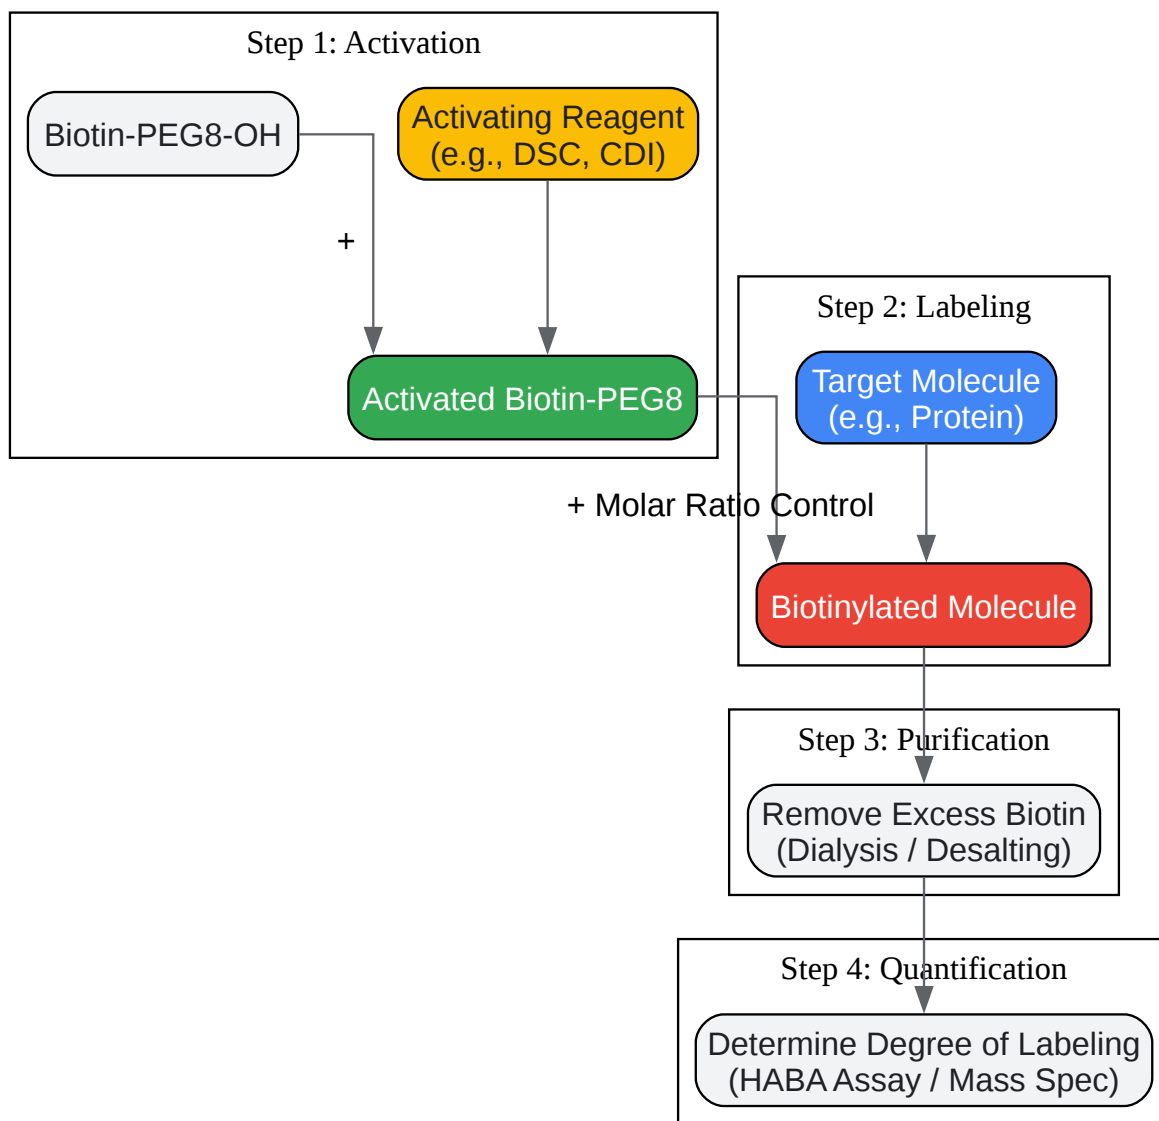 Step 1: Activation
Biotin-PEG8-OH
Activating Reagent
(e.g., DSC, CDI)
+
Activated Biotin-PEG8
Step 2: Labeling
Target Molecule
(e.g., Protein)
+ Molar Ratio Control
Biotinylated Molecule
Step 3: Purification
Remove Excess Biotin
(Dialysis / Desalting)
Step 4: Quantification
Determine Degree of Labeling
(HABA Assay / Mass Spec)